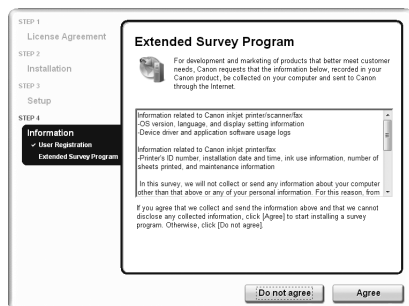 STEP 1
License Agreement
STEP 2
Installation
STEP 3
Setup
STEP 4
Information
✓ User Registration
Extended Survey Program
Extended Survey Program
For development and marketing of products that better meet customer
needs, Canon requests that the information below, recorded in your
Canon product, be collected on your computer and sent to Canon
through the Internet.
Information related to Canon inkjet printer/scanner/fax
-OS version, language, and display setting information
-Device driver and application software usage logs
Information related to Canon inkjet printer/fax
-Printer's ID number, installation date and time, ink use information, number of
sheets printed, and maintenance information
In this survey, we will not collect or send any information about your computer
other than that above or any of your personal information. For this reason, from
If you agree that we collect and send the information above and that we cannot
disclose any collected information, click [Agree] to start installing a survey
program. Otherwise, click [Do not agree].
Do not agree
Agree